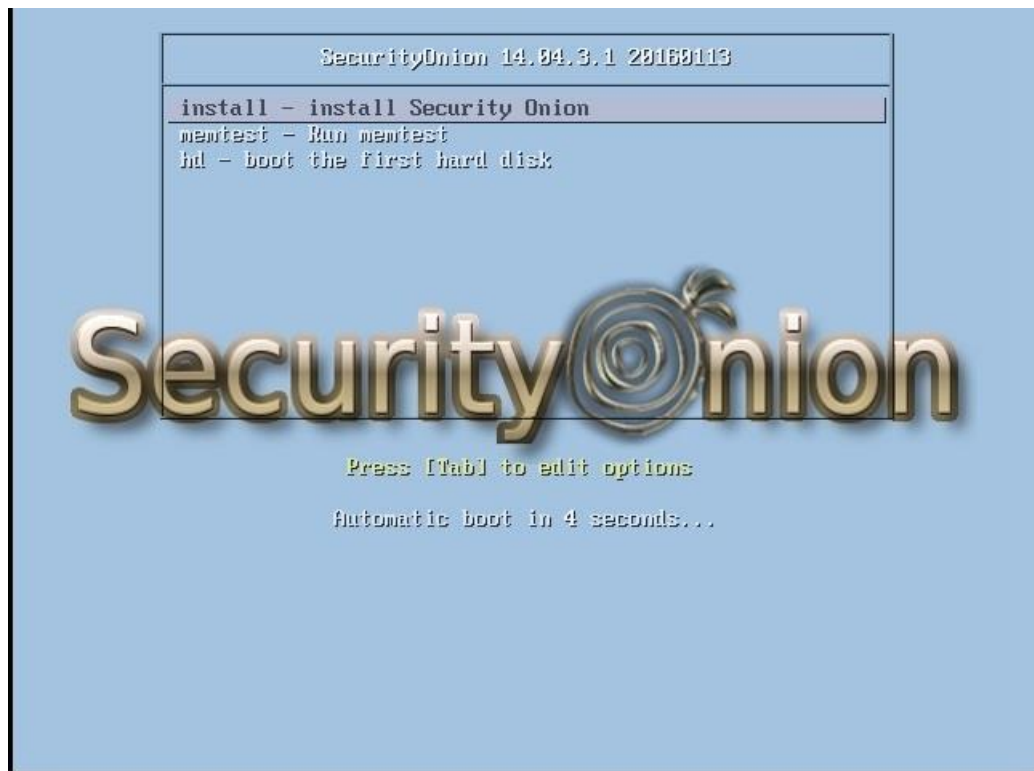 SecurityOnion 14.04.3.1 20160113
install - install Security Onion
memtest - Run memtest
hd - boot the first hard disk
SecurityOnion
Press [Tab] to edit options
Automatic boot in 4 seconds...